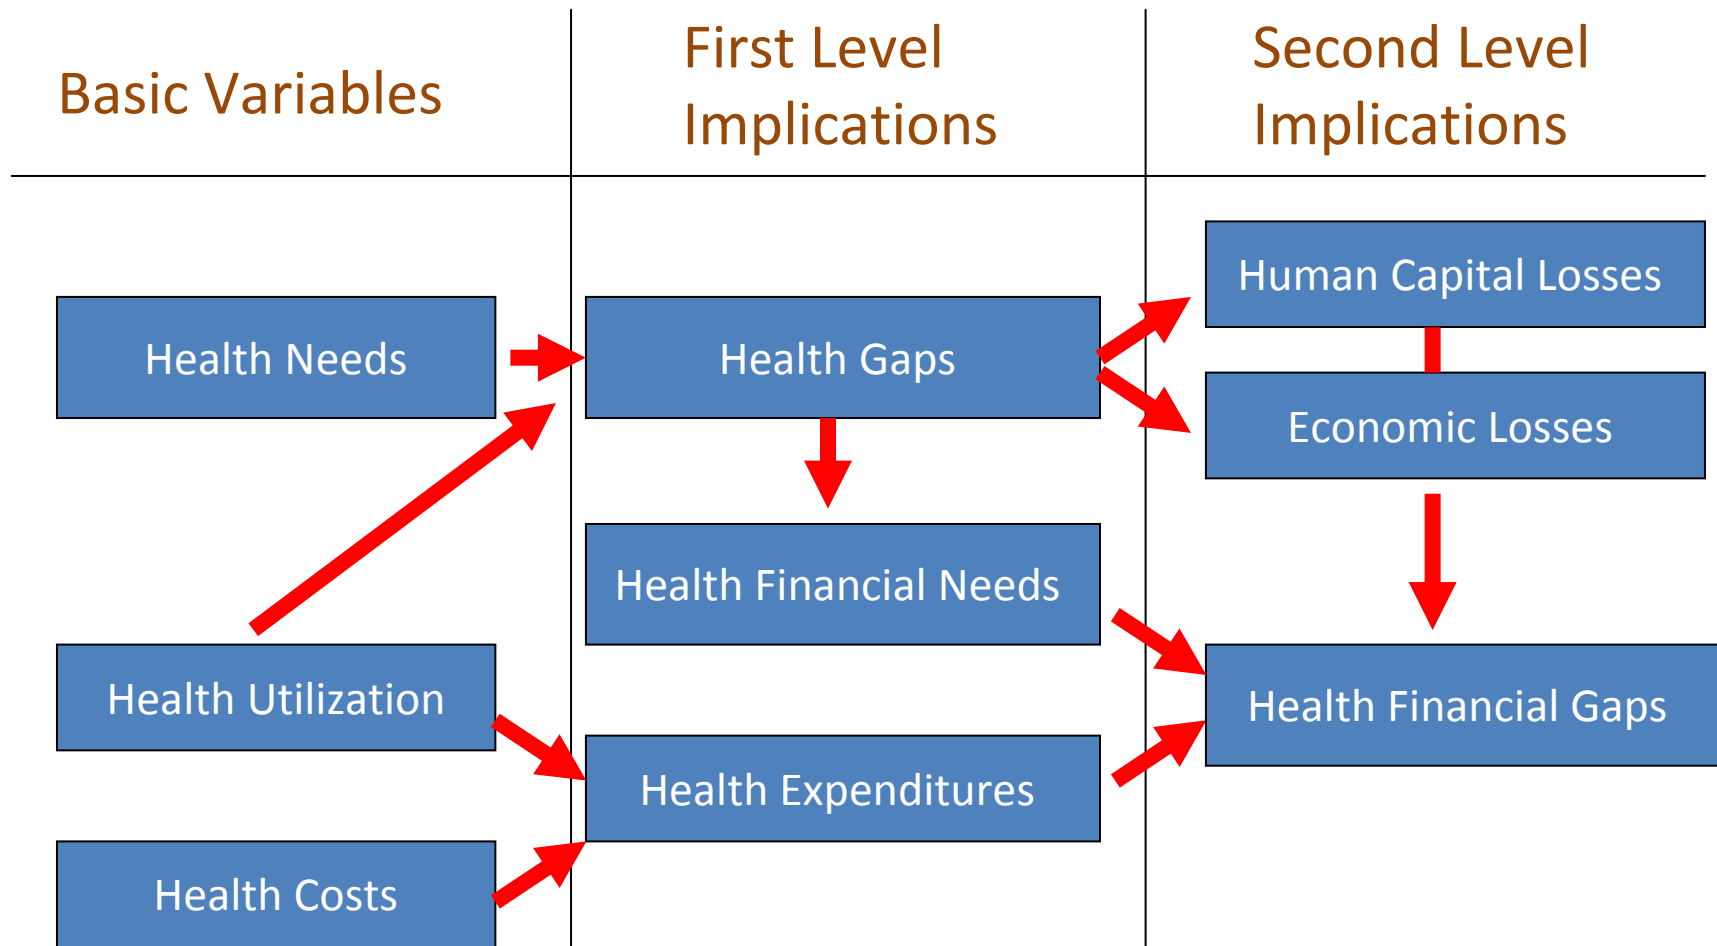 Basic Variables
First Level
Implications
Second Level
Implications
Health Needs
Health Utilization
Health Costs
Health Gaps
Health Financial Needs
Health Expenditures
Human Capital Losses
Economic Losses
Health Financial Gaps